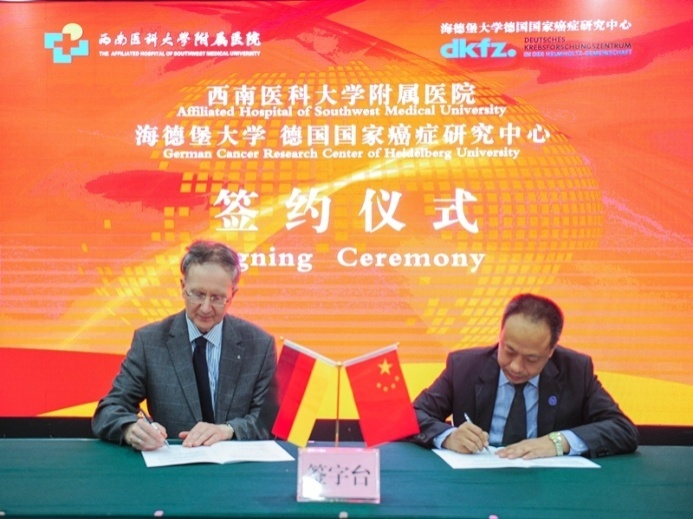 西南医科大学附属医院
THE AFFILIATED HOSPITAL OF SOUTHWEST MEDICAL UNIVERSITY
海德堡大学德国国家癌症研究中心
dkfz.
DEUTSCHES
KREBSFORSCHUNGSZENTRUM
IN DER HELMHOLTZ-GEMEINSCHAFT
西南医科大学附属医院
Affiliated Hospital of Southwest Medical University
海德堡大学 德国国家癌症研究中心
German Cancer Research Center of Heidelberg University
签约仪式
igning Ceremony
签字台